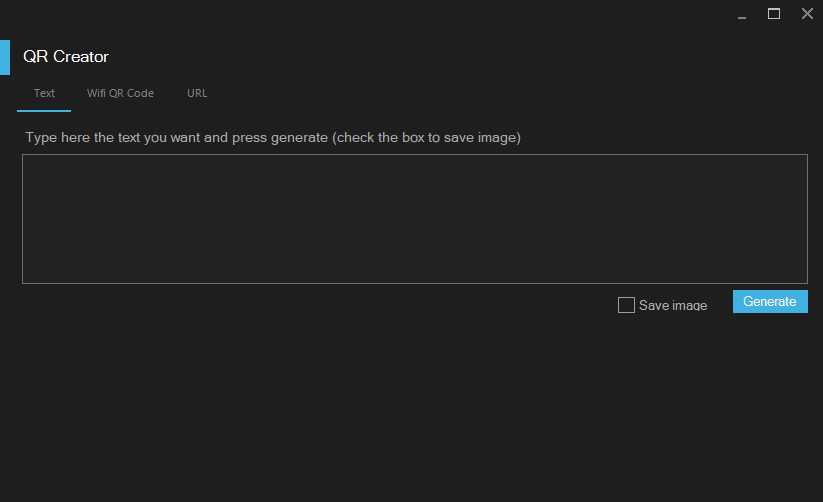 QR Creator
Text Wifi QR Code URL
Type here the text you want and press generate (check the box to save image)
Save image Generate